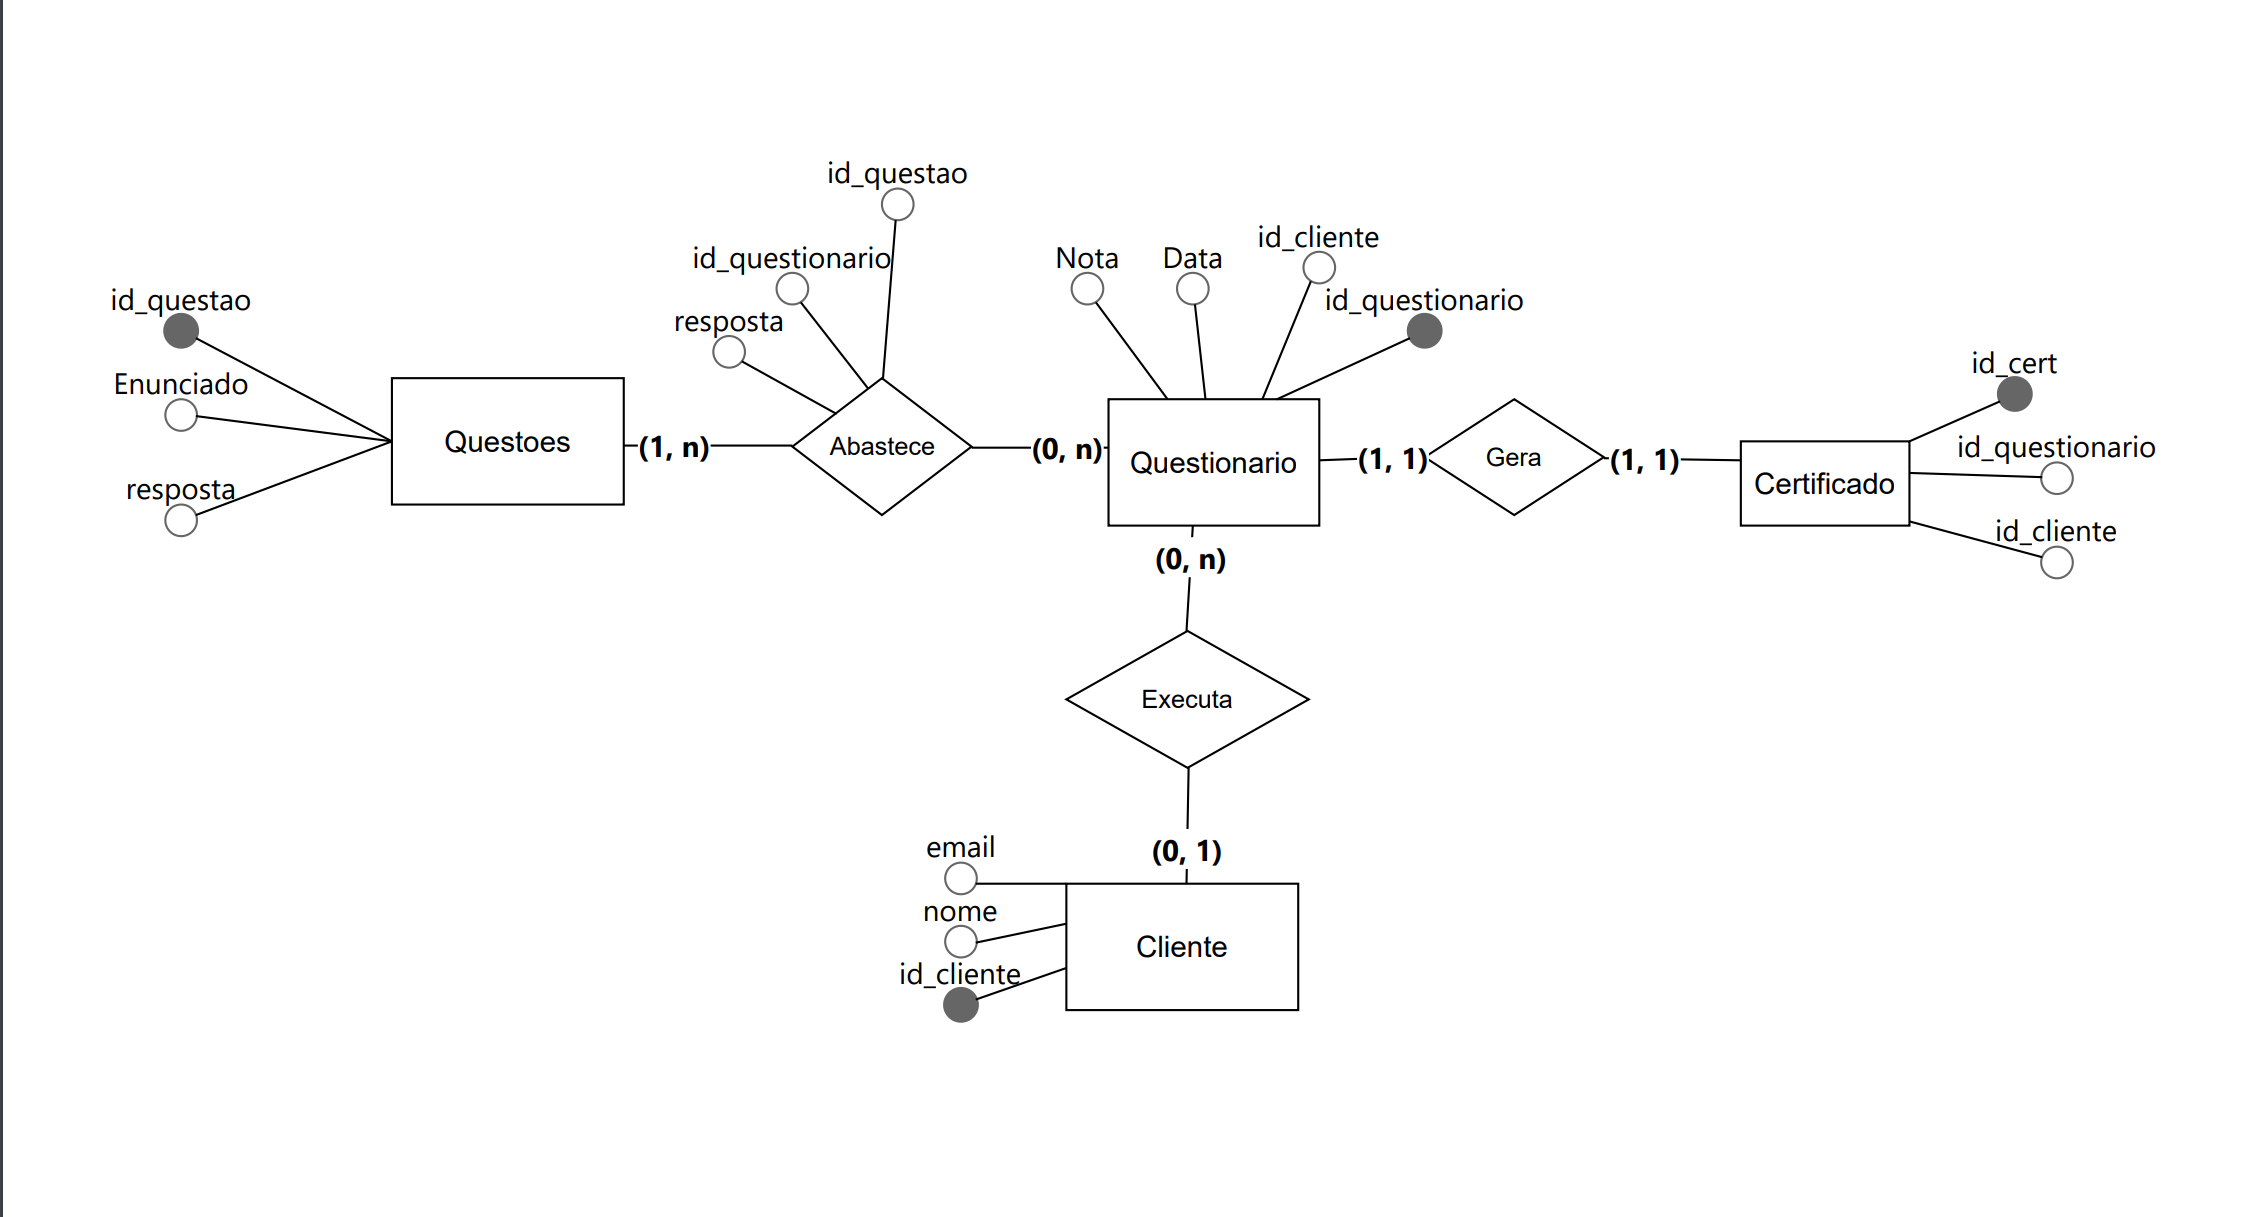 id_questao
id_questionario
resposta
id_questao
Enunciado
resposta
Questoes
(1, n)
Abastece
(0, n)
Nota
Data
id_cliente
id_questionario
Questionario
(1, 1)
Gera
(1, 1)
Certificado
id_cert
id_questionario
id_cliente
(0, n)
Executa
(0, 1)
email
nome
id_cliente
Cliente